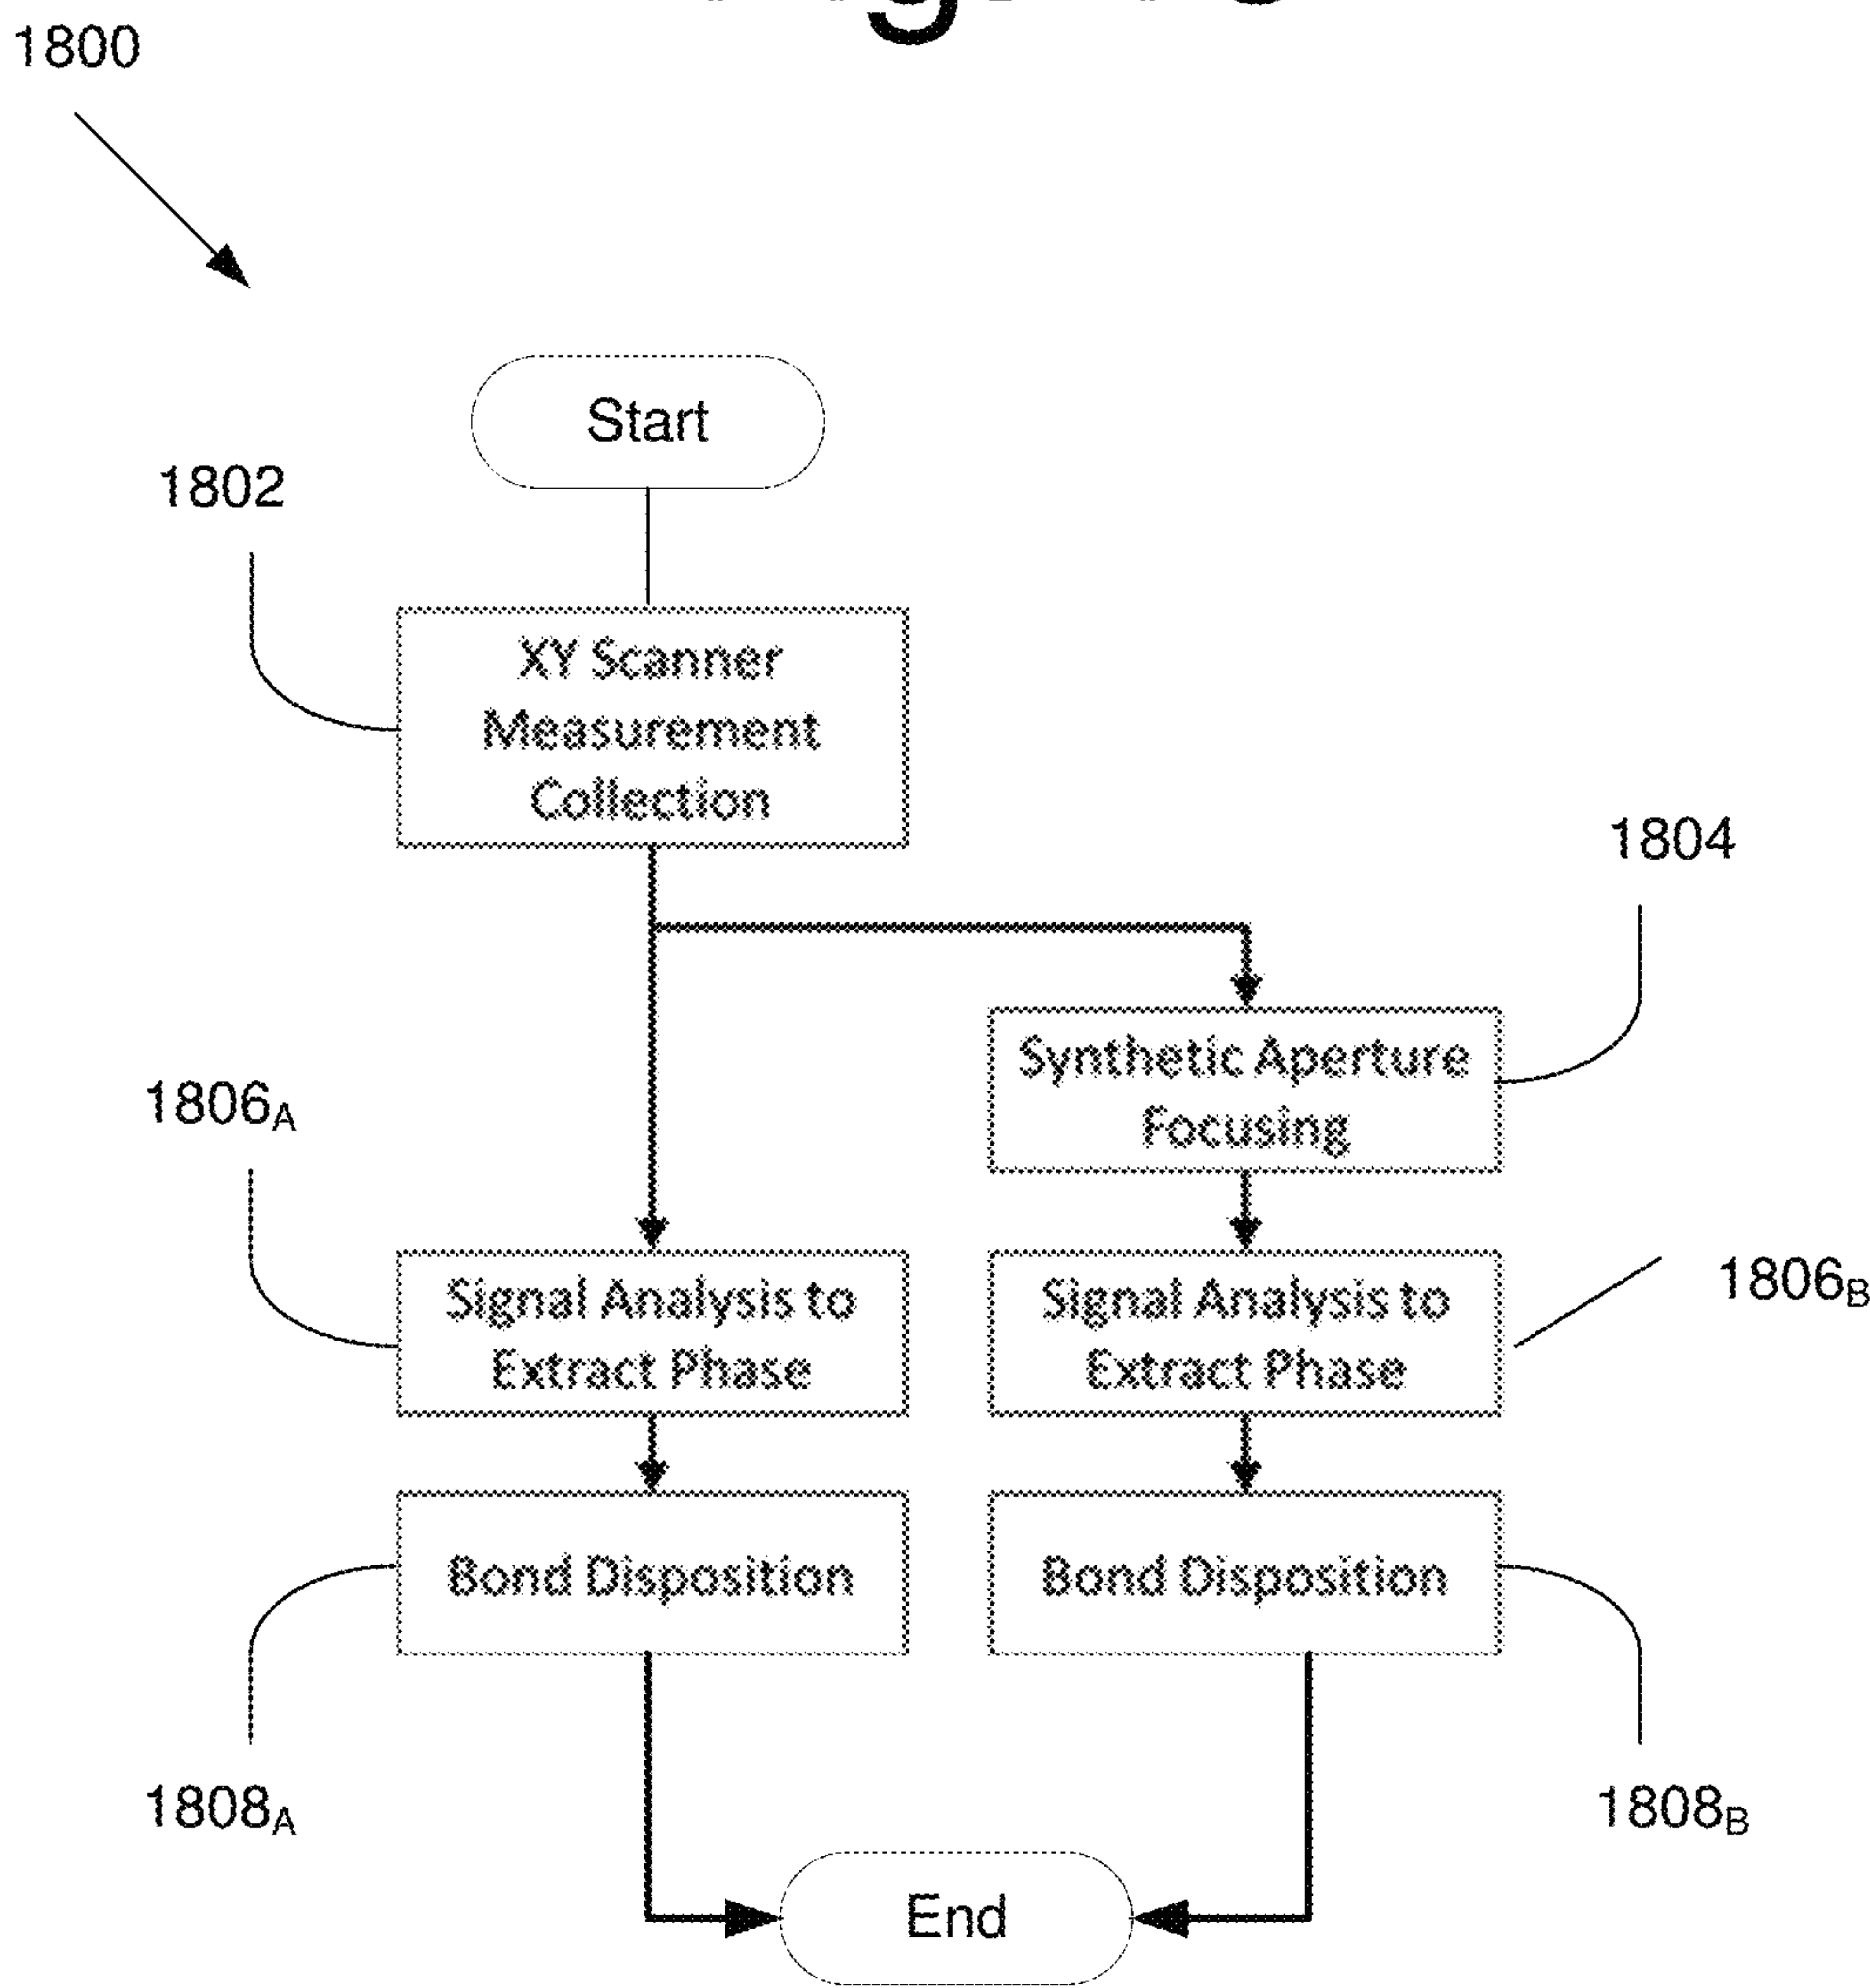 1800
Start
1802
XY Scanner
Measurement
Collection
1804
Synthetic Aperture
Focusing
1806A
Signal Analysis to
Extract Phase
Signal Analysis to
Extract Phase
1806B
Bond Disposition
Bond Disposition
1808A
1808B
End